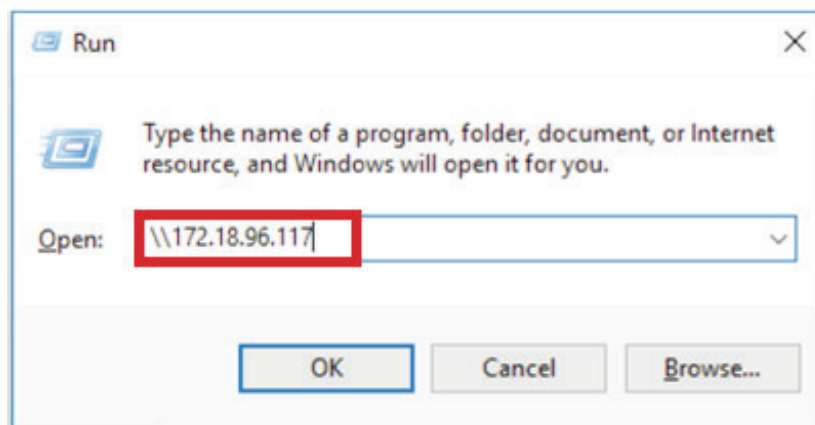 Run
Type the name of a program, folder, document, or Internet
resource, and Windows will open it for you.
Open: \\172.18.96.117
OK Cancel Browse...